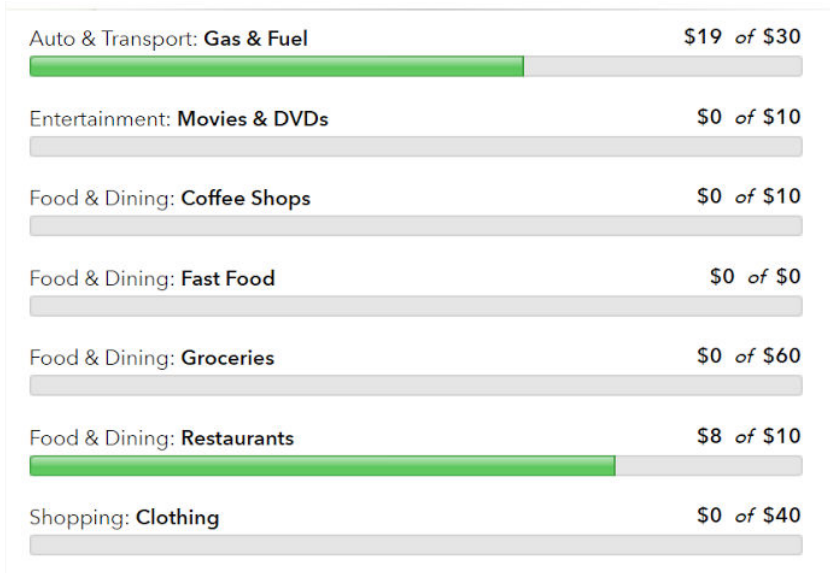 Auto & Transport: Gas & Fuel $19 of $30
Entertainment: Movies & DVDs $0 of $10
Food & Dining: Coffee Shops $0 of $10
Food & Dining: Fast Food $0 of $0
Food & Dining: Groceries $0 of $60
Food & Dining: Restaurants $8 of $10
Shopping: Clothing $0 of $40